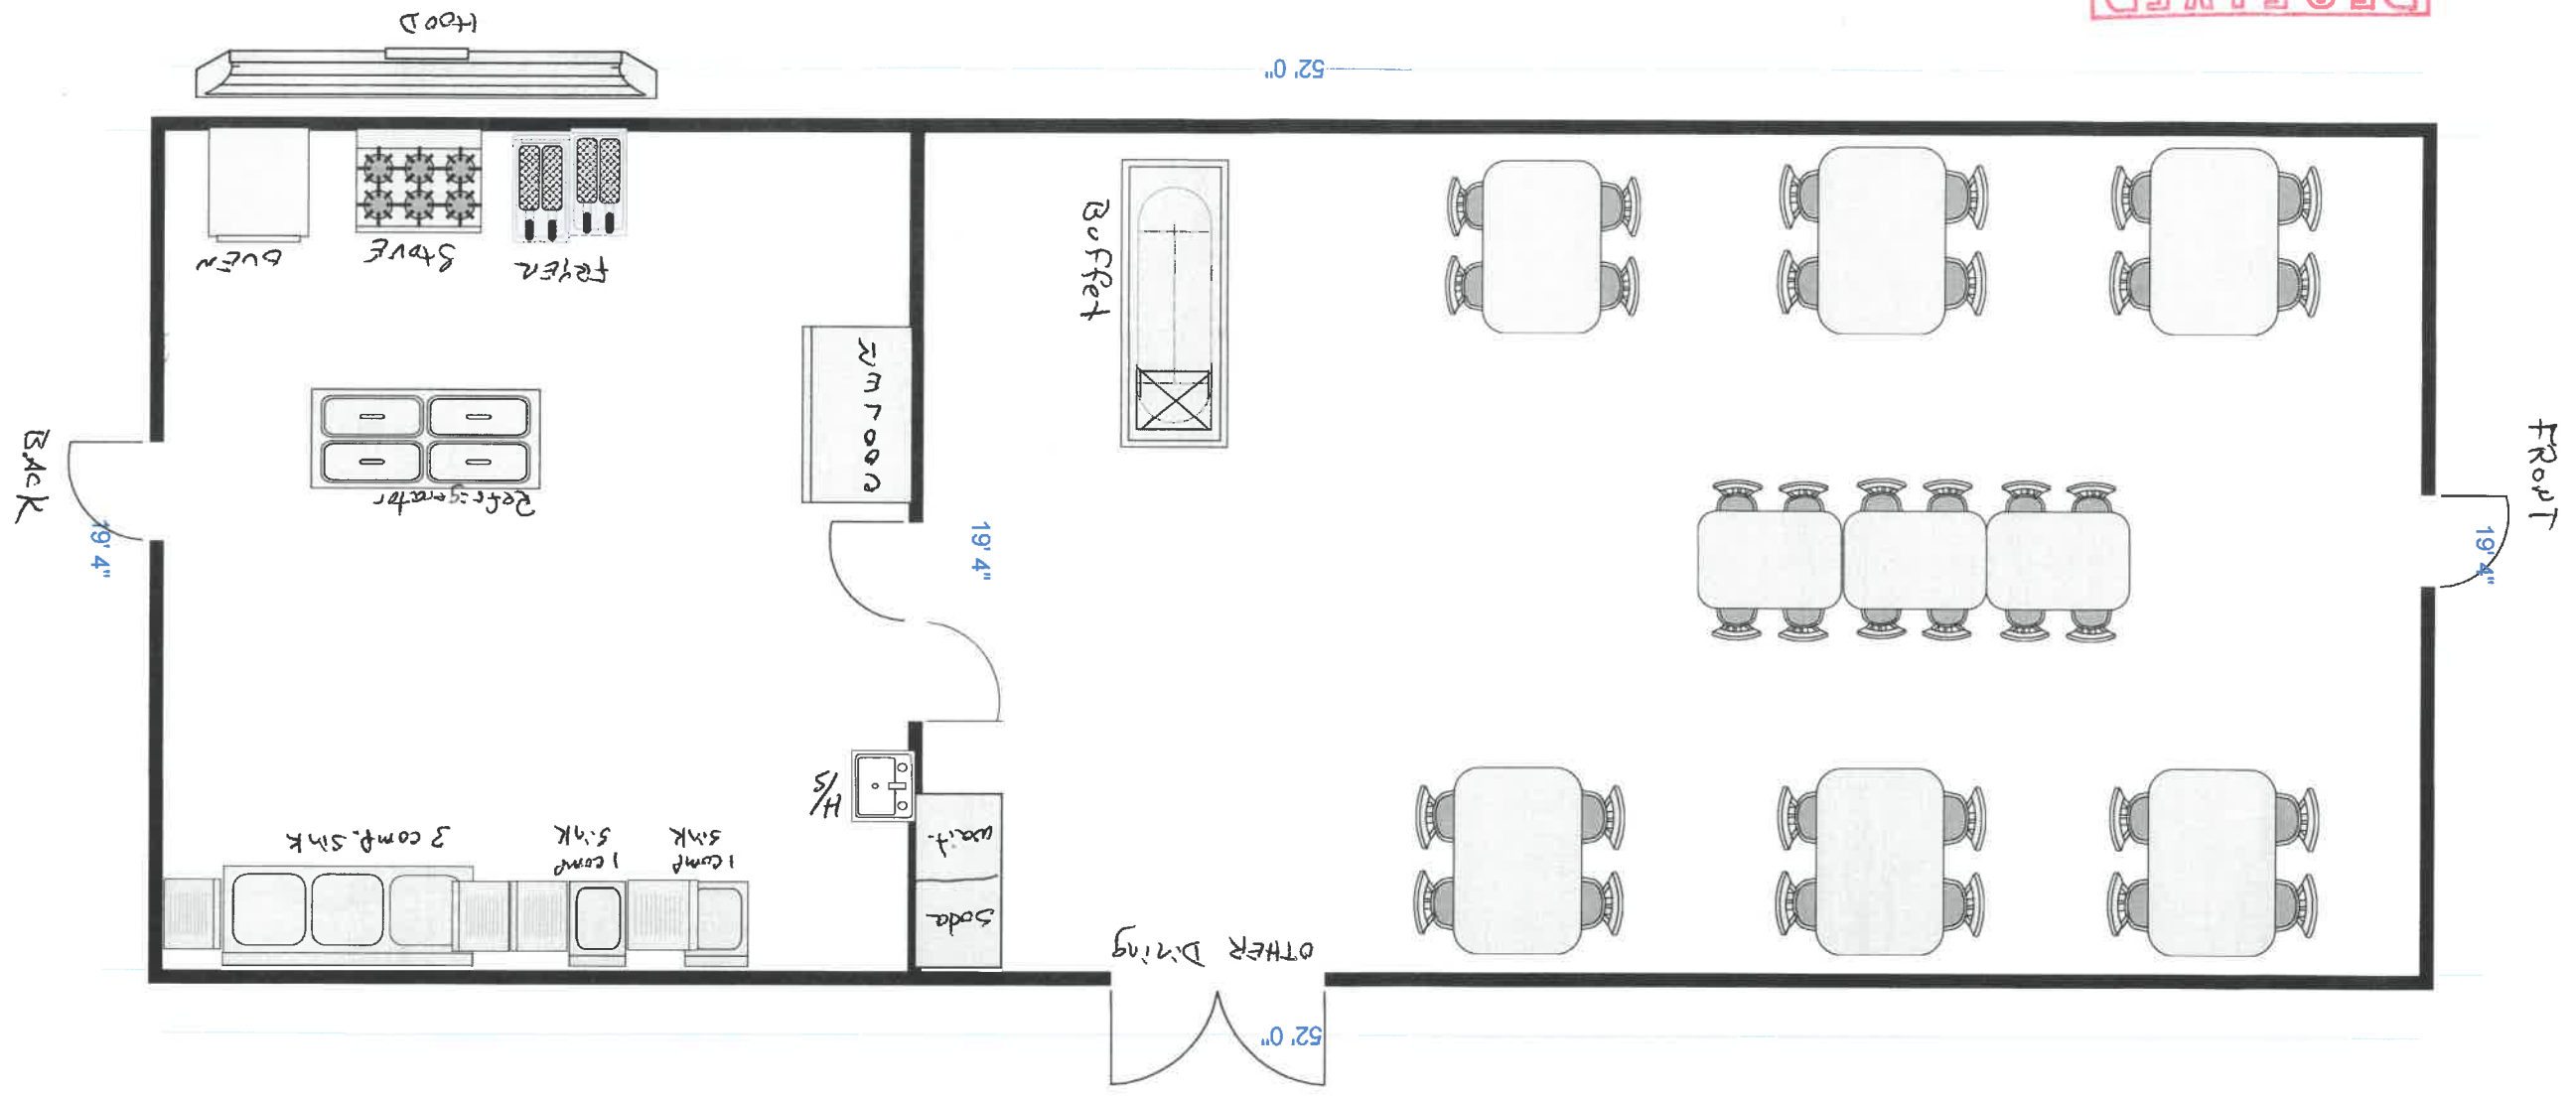 HOOD
52' 0"
OVEN
STOVE
FRYER
Buffet
COOLER
BACK
Refrigerator
FRONT
19' 4"
19' 4"
19' 4"
H/S
3 comp. sink
1 comp
sink
1 comp
sink
wait.
soda
OTHER Dining
52' 0"